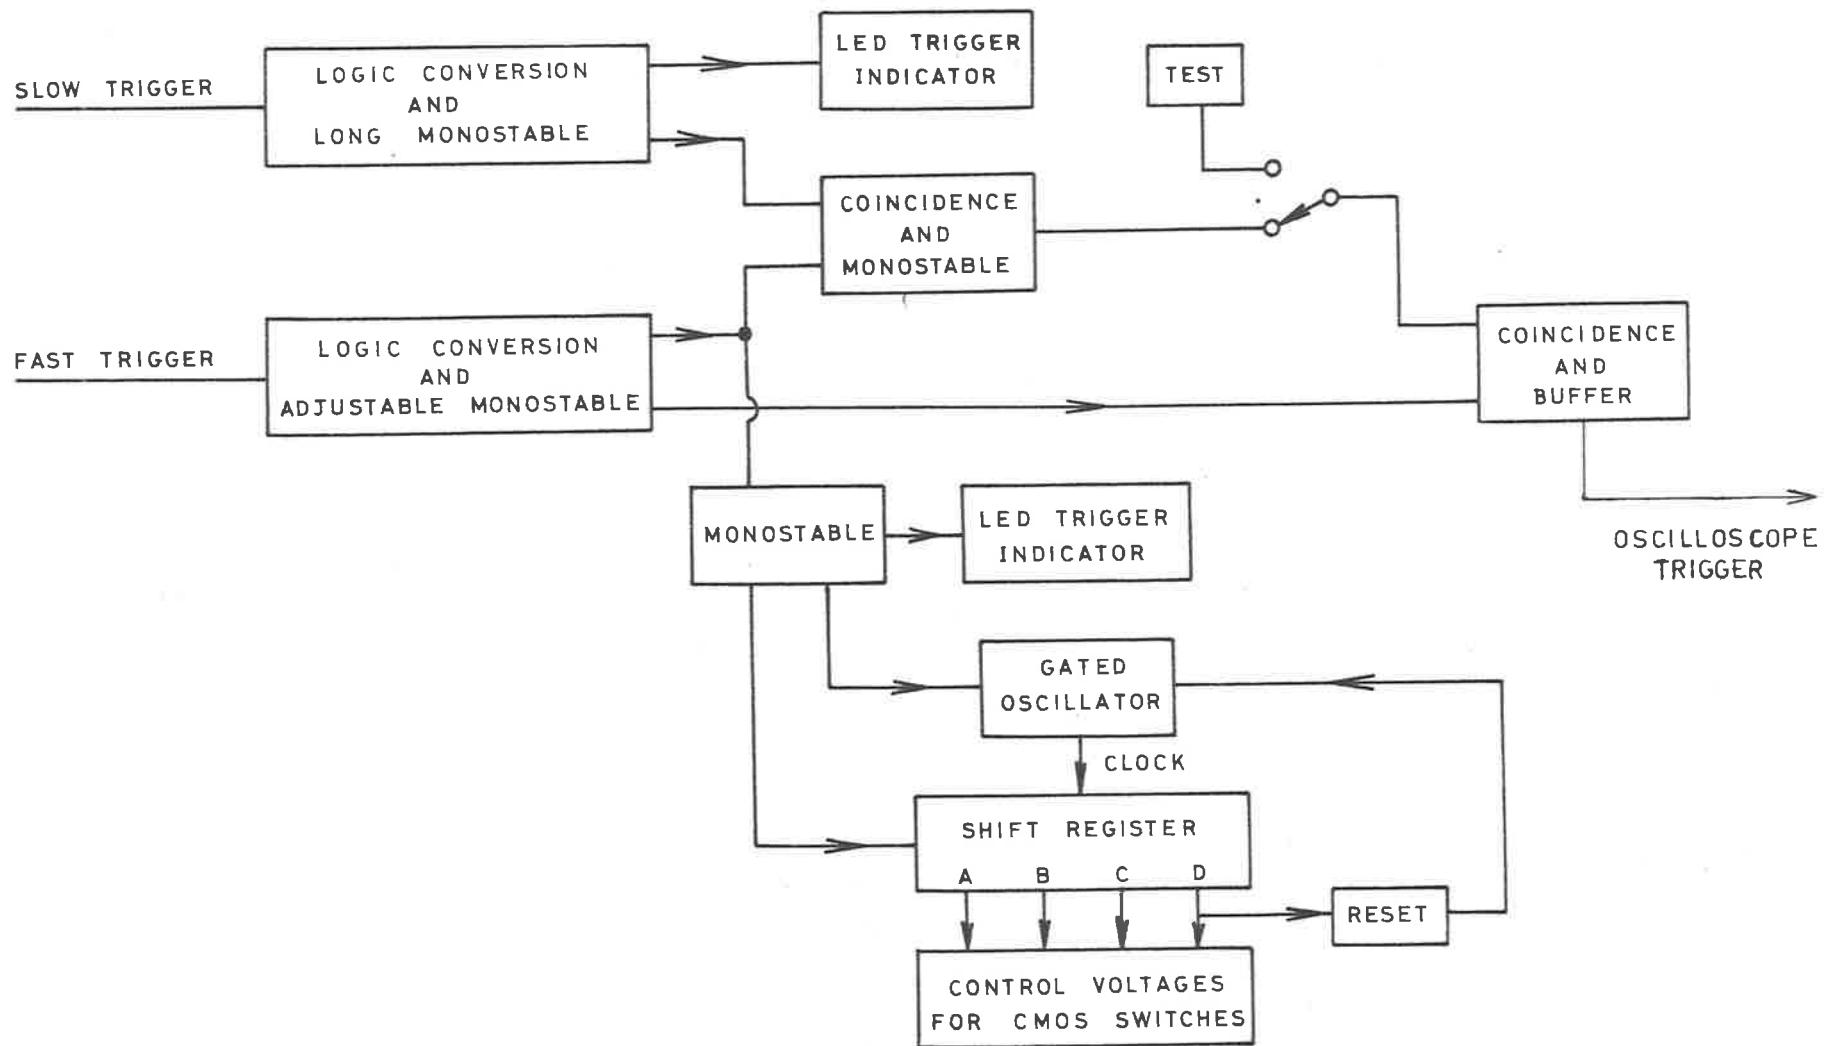 SLOW TRIGGER
LOGIC CONVERSION
AND
LONG MONOSTABLE
LED TRIGGER
INDICATOR
TEST
COINCIDENCE
AND
MONOSTABLE
FAST TRIGGER
LOGIC CONVERSION
AND
ADJUSTABLE MONOSTABLE
COINCIDENCE
AND
BUFFER
MONOSTABLE
LED TRIGGER
INDICATOR
OSCILLOSCOPE
TRIGGER
GATED
OSCILLATOR
CLOCK
SHIFT REGISTER
A B C D
RESET
CONTROL VOLTAGES
FOR CMOS SWITCHES